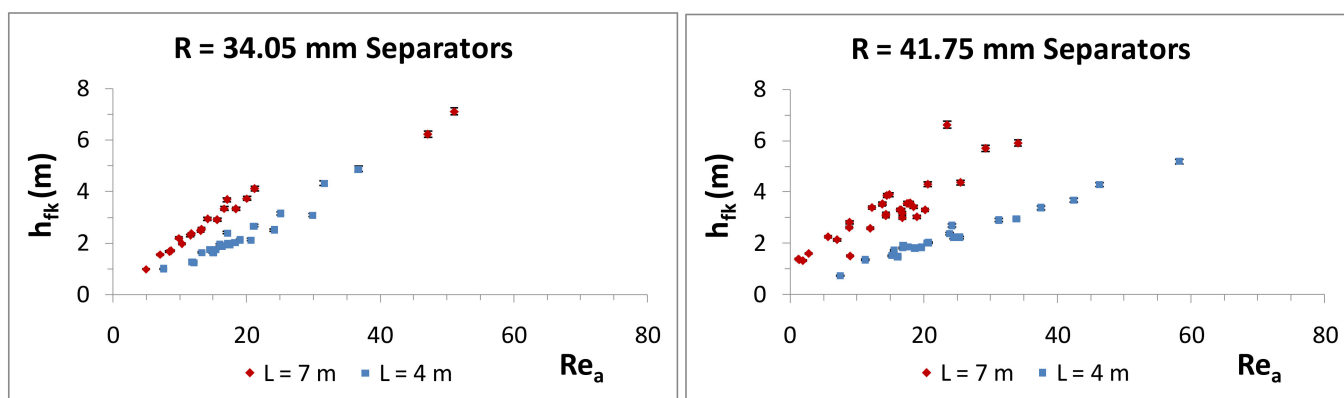 R = 34.05 mm Separators
8
6
4
2
0
0 20 40 60 80
h_fk (m)
Re_a
L = 7 m L = 4 m
R = 41.75 mm Separators
8
6
4
2
0
0 20 40 60 80
h_fk (m)
Re_a
L = 7 m L = 4 m